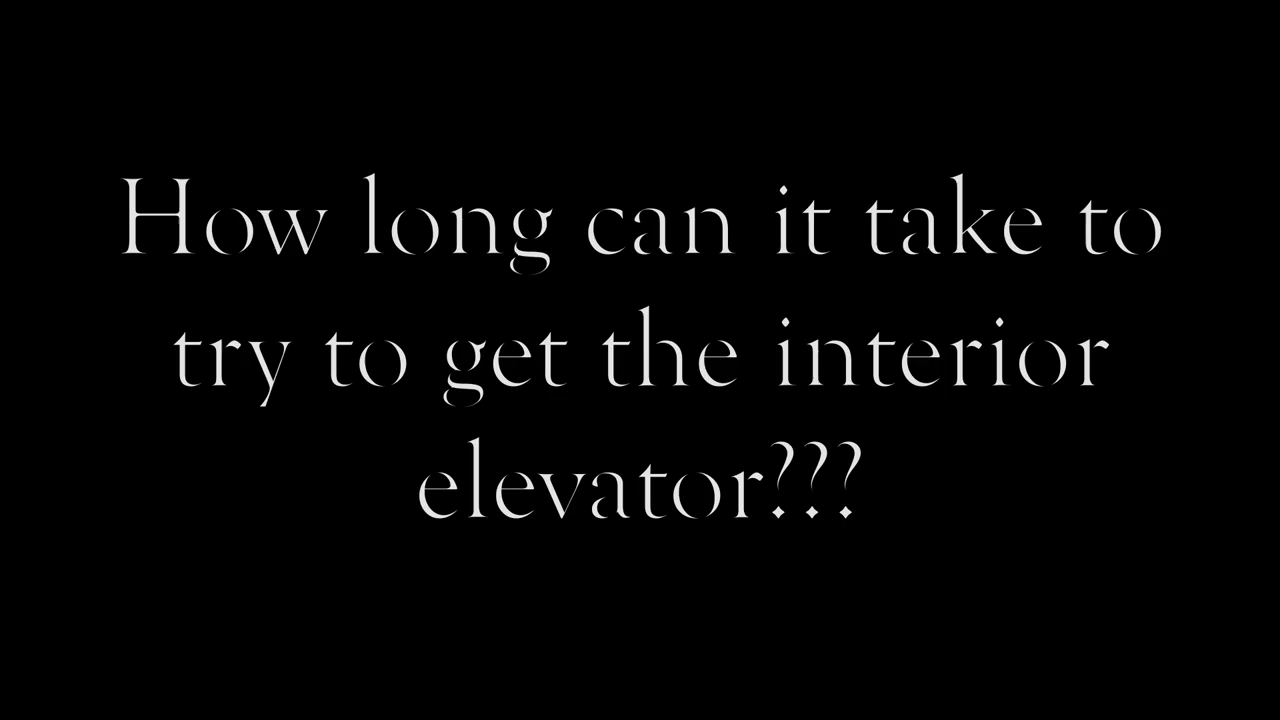 How long can it take to
try to get the interior
elevator???